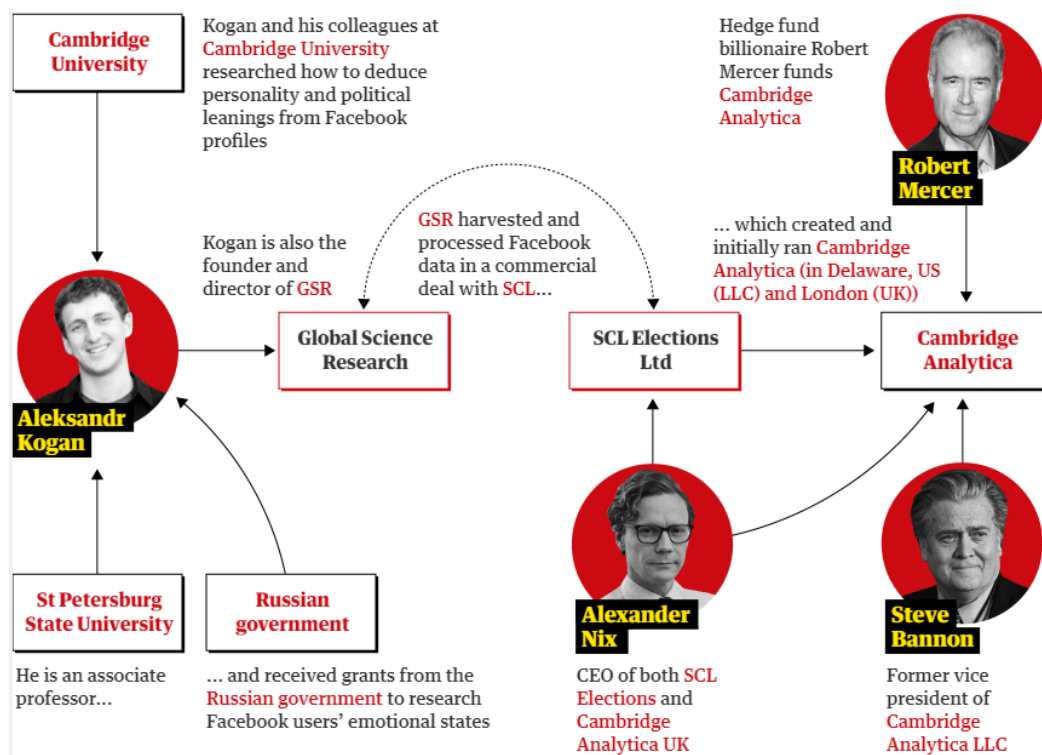 Cambridge
University
Kogan and his colleagues at
Cambridge University
researched how to deduce
personality and political
leanings from Facebook
profiles
Hedge fund
billionaire Robert
Mercer funds
Cambridge
Analytica
Robert
Mercer
Kogan is also the
founder and
director of GSR
GSR harvested and
processed Facebook
data in a commercial
deal with SCL...
... which created and
initially ran Cambridge
Analytica (in Delaware, US
(LLC) and London (UK))
Aleksandr
Kogan
Global Science
Research
SCL Elections
Ltd
Cambridge
Analytica
St Petersburg
State University
He is an associate
professor...
Russian
government
... and received grants from the
Russian government to research
Facebook users’ emotional states
Alexander
Nix
CEO of both SCL
Elections and
Cambridge
Analytica UK
Steve
Bannon
Former vice
president of
Cambridge
Analytica LLC